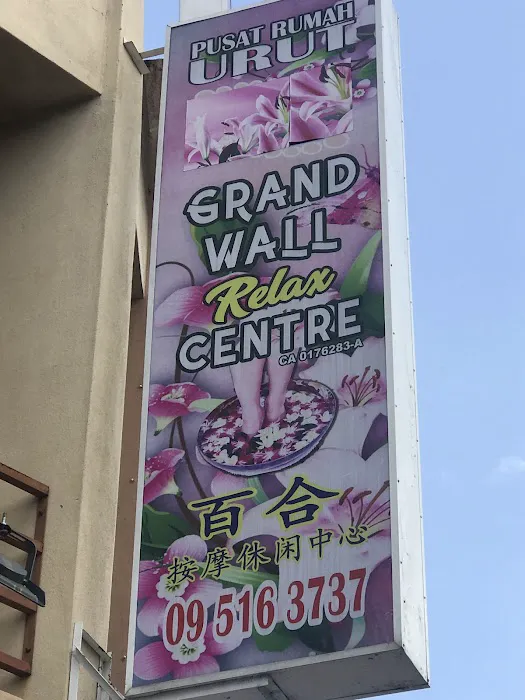 PUSAT RUMAH
URUT
GRAND
WALL
Relax
CENTRE
CA 0176283-A
百合
按摩休闲中心
09 516 3737